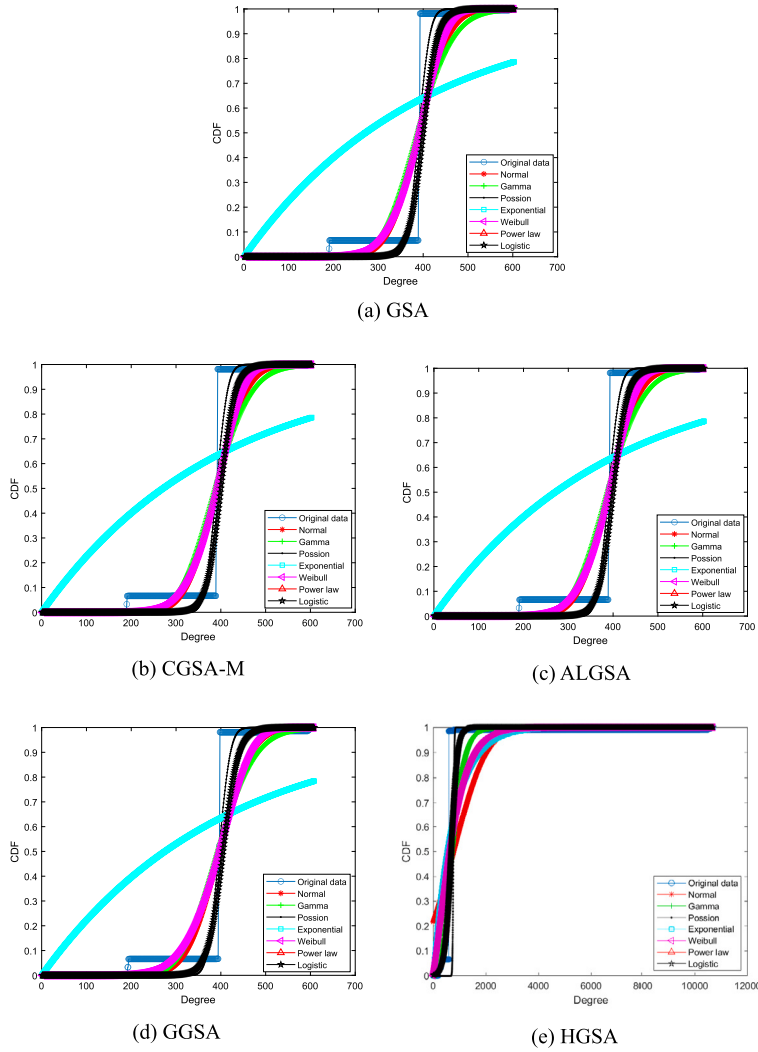 1
0.9
0.8
0.7
0.6
0.5
0.4
0.3
0.2
0.1
0
CDF
Original data
Normal
Gamma
Possion
Exponential
Weibull
Power law
Logistic
0 100 200 300 400 500 600 700
Degree
(a) GSA
1
0.9
0.8
0.7
0.6
0.5
0.4
0.3
0.2
0.1
0
CDF
Original data
Normal
Gamma
Possion
Exponential
Weibull
Power law
Logistic
0 100 200 300 400 500 600 700
Degree
(b) CGSA-M
1
0.9
0.8
0.7
0.6
0.5
0.4
0.3
0.2
0.1
0
CDF
Original data
Normal
Gamma
Possion
Exponential
Weibull
Power law
Logistic
0 100 200 300 400 500 600 700
Degree
(c) ALGSA
1
0.9
0.8
0.7
0.6
0.5
0.4
0.3
0.2
0.1
0
CDF
Original data
Normal
Gamma
Possion
Exponential
Weibull
Power law
Logistic
0 100 200 300 400 500 600 700
Degree
(d) GGSA
1
0.9
0.8
0.7
0.6
0.5
0.4
0.3
0.2
0.1
0
CDF
Original data
Normal
Gamma
Possion
Exponential
Weibull
Power law
Logistic
0 2000 4000 6000 8000 10000 12000
Degree
(e) HGSA